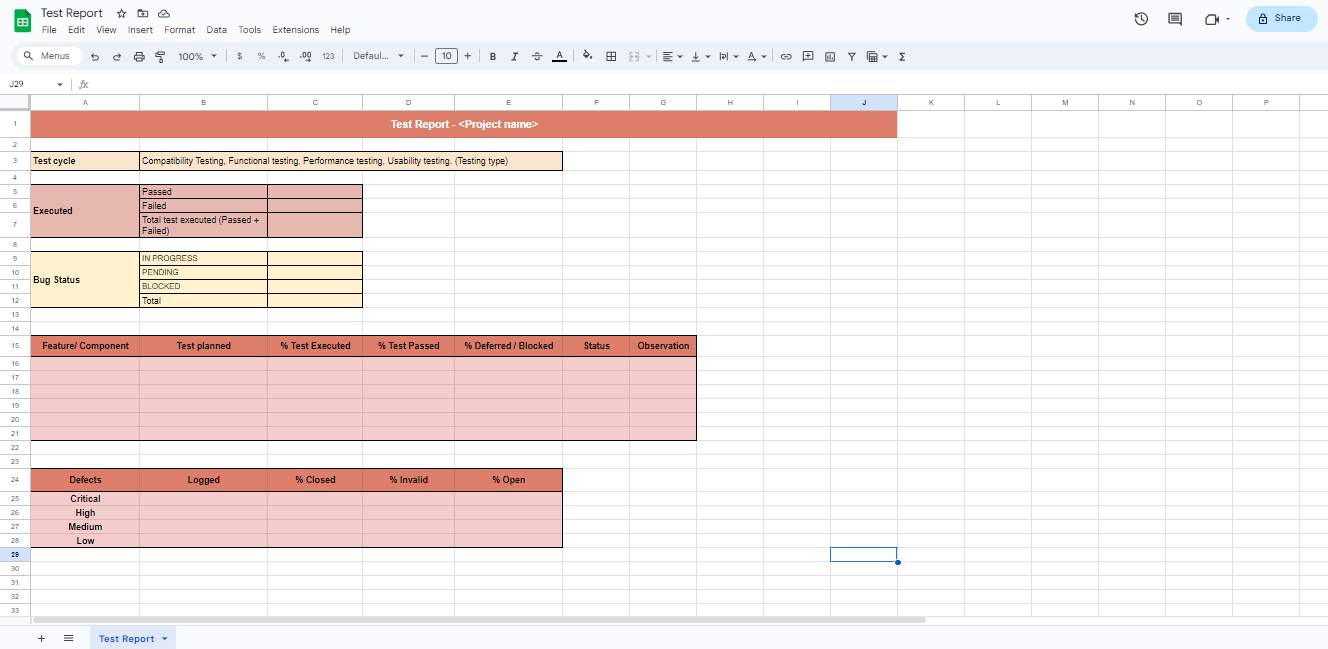 Test Report
File Edit View Insert Format Data Tools Extensions Help
Share
Menus 100% $ % .0 .00 123 Defaul... − 10 + B I A Σ
J29 fx
A B C D E F G H I J K L M N O P
1 Test Report - <Project name>
2
3 Test cycle Compatibility Testing, Functional testing, Performance testing, Usability testing. (Testing type)
4
5 Passed
6 Executed Failed
7 Total test executed (Passed +
Failed)
8
9 IN PROGRESS
10 Bug Status PENDING
11 BLOCKED
12 Total
13
14
15 Feature/ Component Test planned % Test Executed % Test Passed % Deferred / Blocked Status Observation
16
17
18
19
20
21
22
23
24 Defects Logged % Closed % Invalid % Open
25 Critical
26 High
27 Medium
28 Low
29
30
31
32
33
+ Test Report